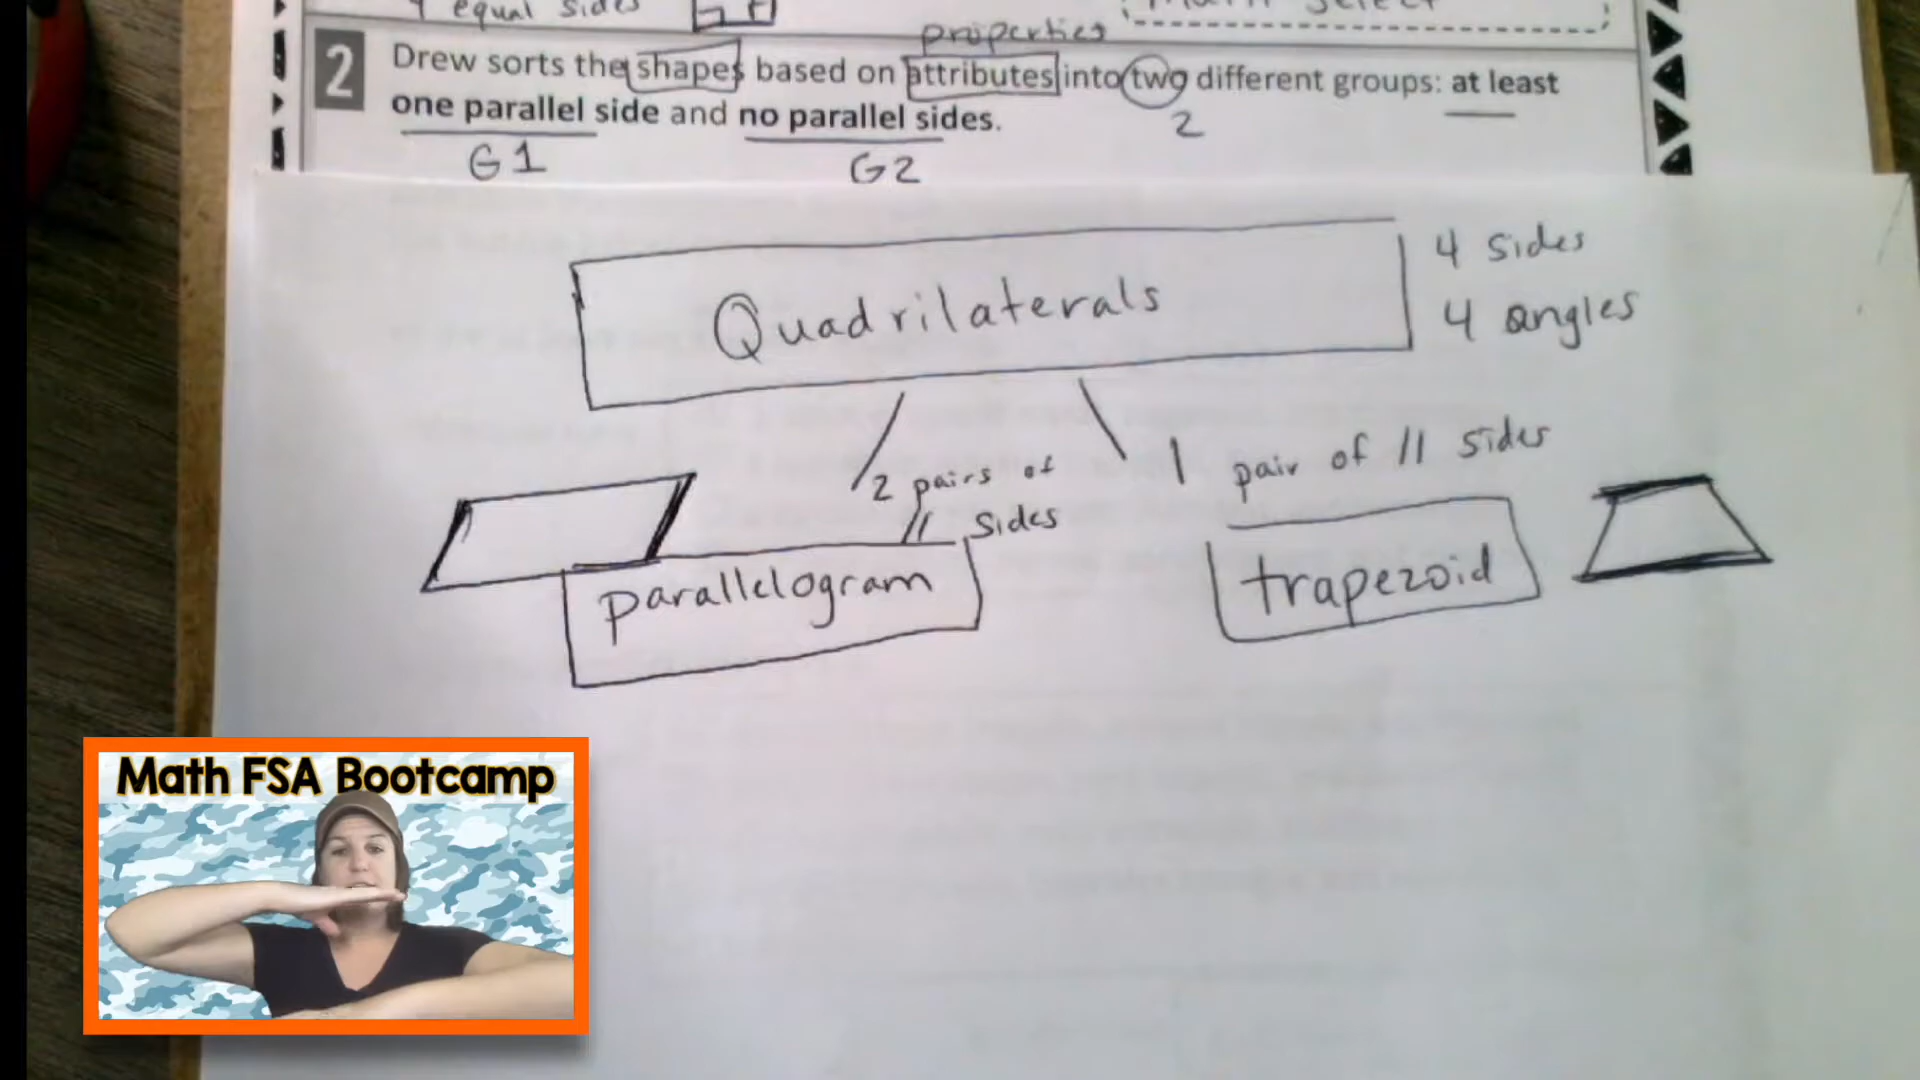 equal sides
properties
2 Drew sorts the shapes based on attributes into two different groups: at least
one parallel side and no parallel sides.
2
G1
G2
Quadrilaterals
4 sides
4 angles
2 pairs of
// sides
1 pair of // sides
parallelogram
trapezoid
Math FSA Bootcamp